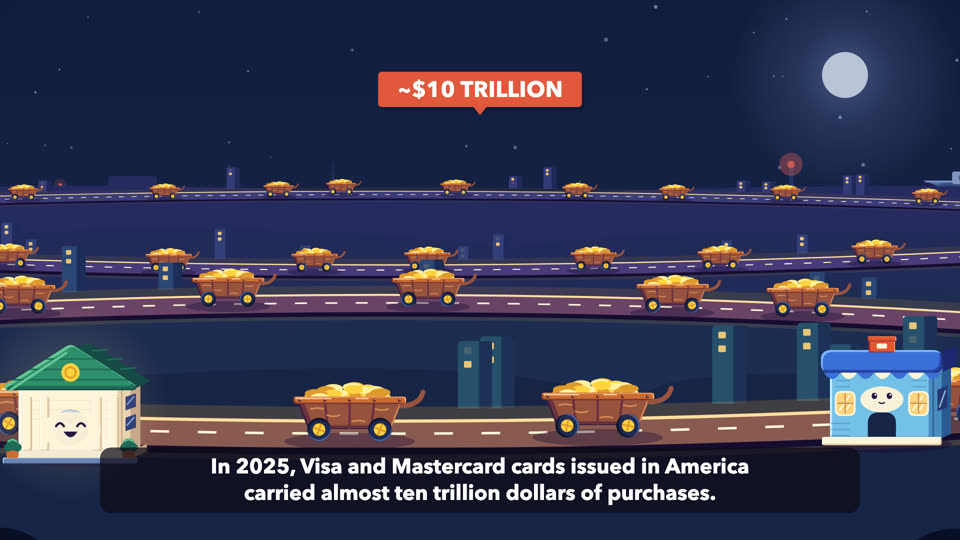 ~$10 TRILLION
In 2025, Visa and Mastercard cards issued in America
carried almost ten trillion dollars of purchases.